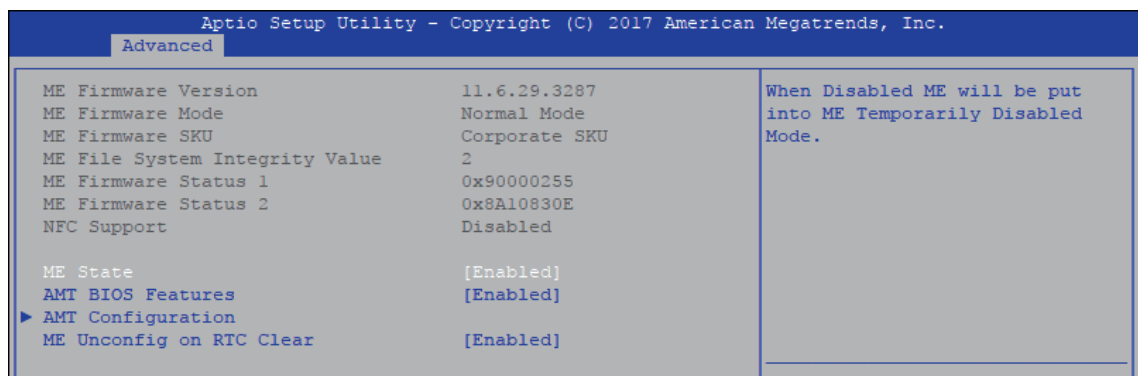 Aptio Setup Utility - Copyright (C) 2017 American Megatrends, Inc.
Advanced
ME Firmware Version 11.6.29.3287
ME Firmware Mode Normal Mode
ME Firmware SKU Corporate SKU
ME File System Integrity Value 2
ME Firmware Status 1 0x90000255
ME Firmware Status 2 0x8A10830E
NFC Support Disabled
ME State [Enabled]
AMT BIOS Features [Enabled]
► AMT Configuration
ME Unconfig on RTC Clear [Enabled]
When Disabled ME will be put
into ME Temporarily Disabled
Mode.